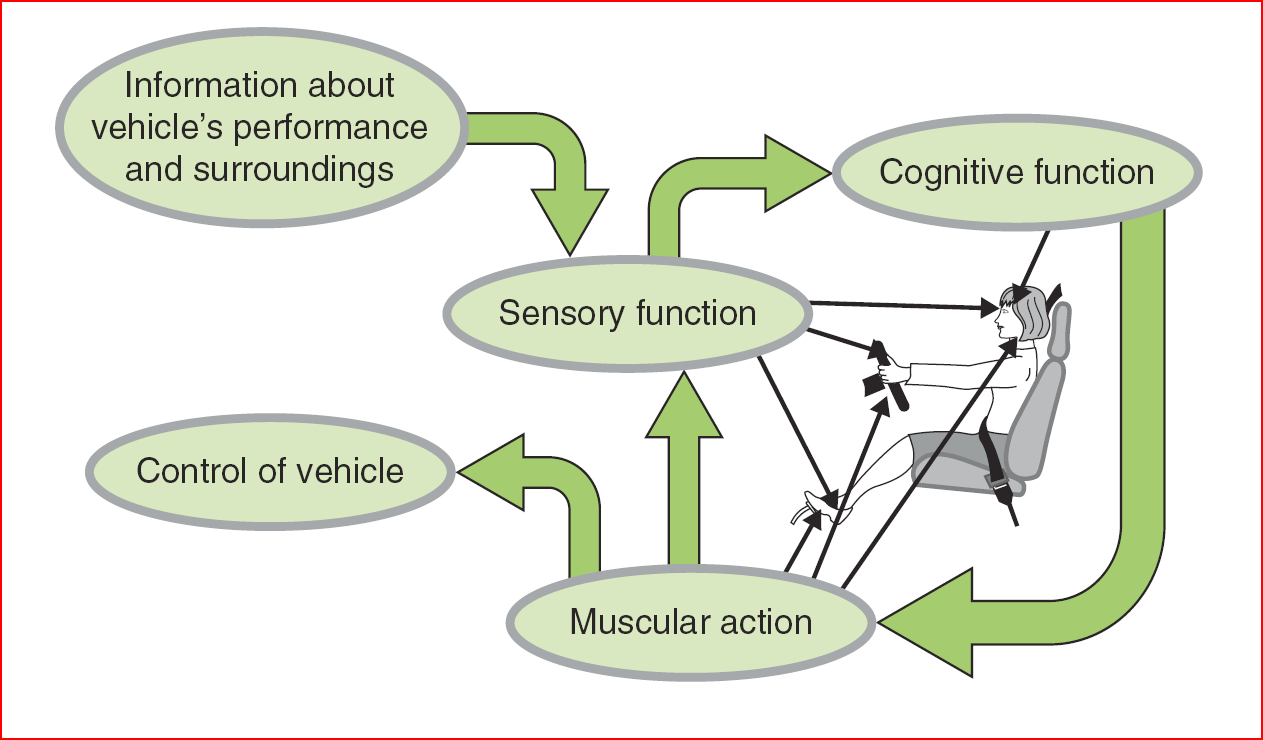 Information about
vehicle's performance
and surroundings
Cognitive function
Sensory function
Control of vehicle
Muscular action